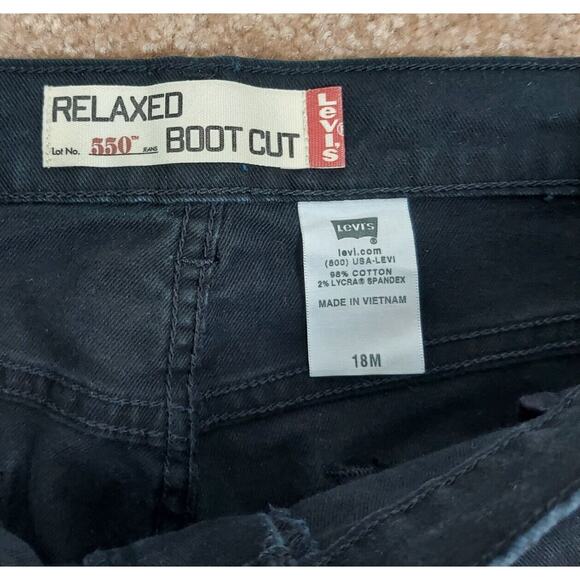 RELAXED
Lot No. 550™ JEANS BOOT CUT
Levi's®
LEVI'S
®
levi.com
(800) USA-LEVI
98% COTTON
2% LYCRA® SPANDEX
MADE IN VIETNAM
18M